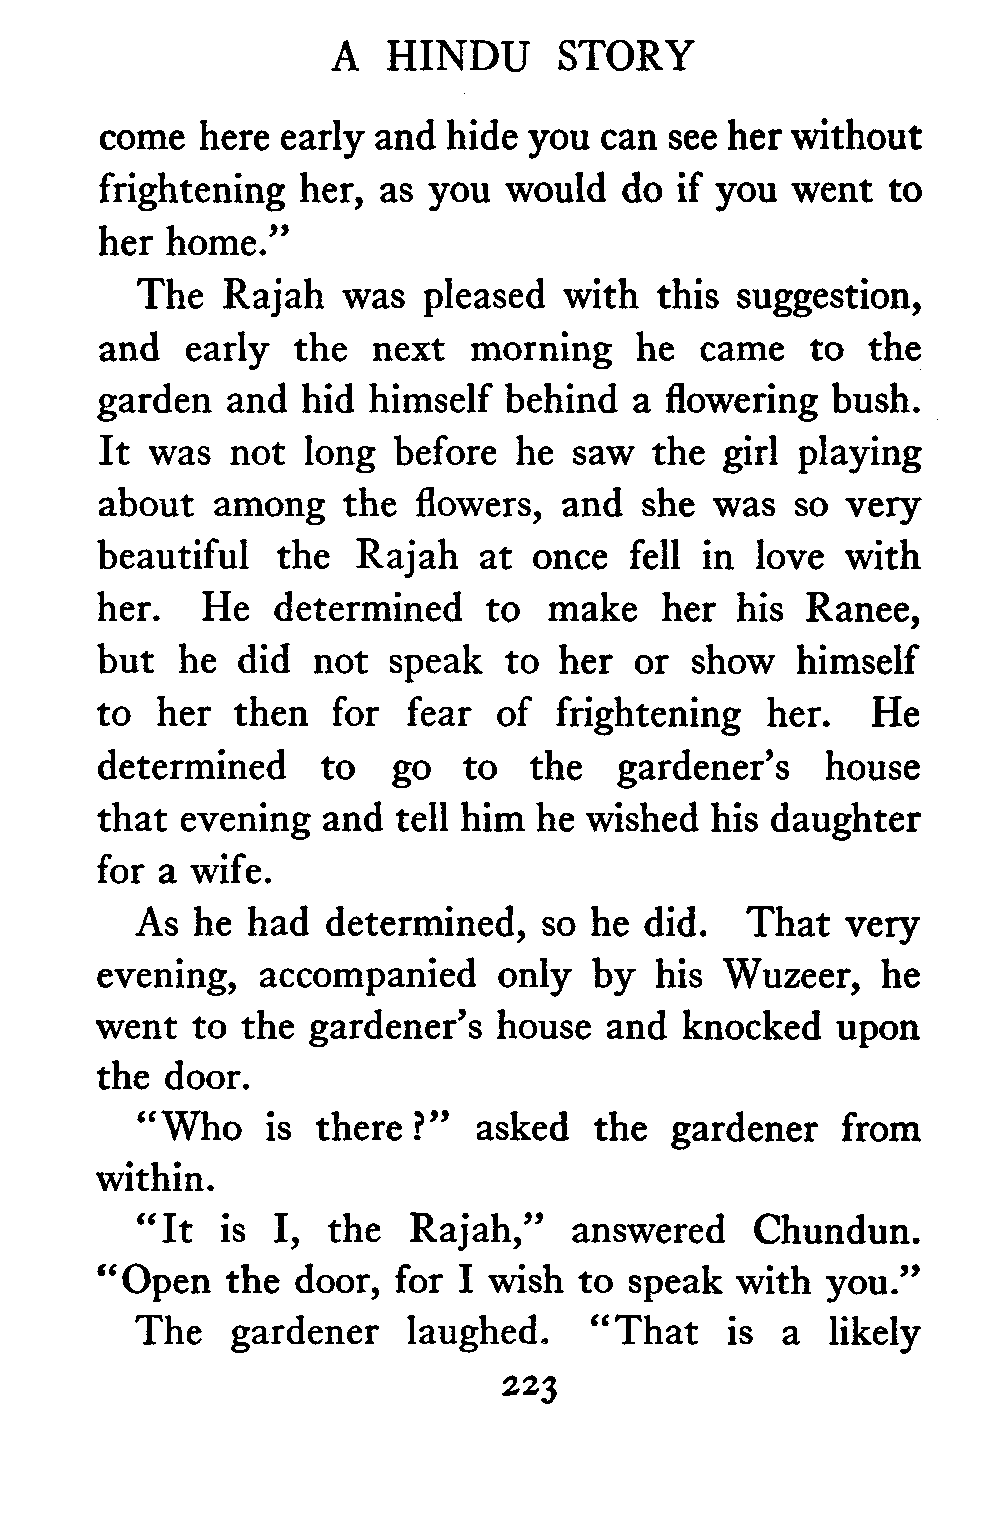 A HINDU STORY
come here early and hide you can see her without
frightening her, as you would do if you went to
her home.”
The Rajah was pleased with this suggestion,
and early the next morning he came to the
garden and hid himself behind a flowering bush.
It was not long before he saw the girl playing
about among the flowers, and she was so very
beautiful the Rajah at once fell in love with
her. He determined to make her his Ranee,
but he did not speak to her or show himself
to her then for fear of frightening her. He
determined to go to the gardener’s house
that evening and tell him he wished his daughter
for a wife.
As he had determined, so he did. That very
evening, accompanied only by his Wuzeer, he
went to the gardener’s house and knocked upon
the door.
“Who is there?” asked the gardener from
within.
“It is I, the Rajah,” answered Chundun.
“Open the door, for I wish to speak with you.”
The gardener laughed. “That is a likely
223